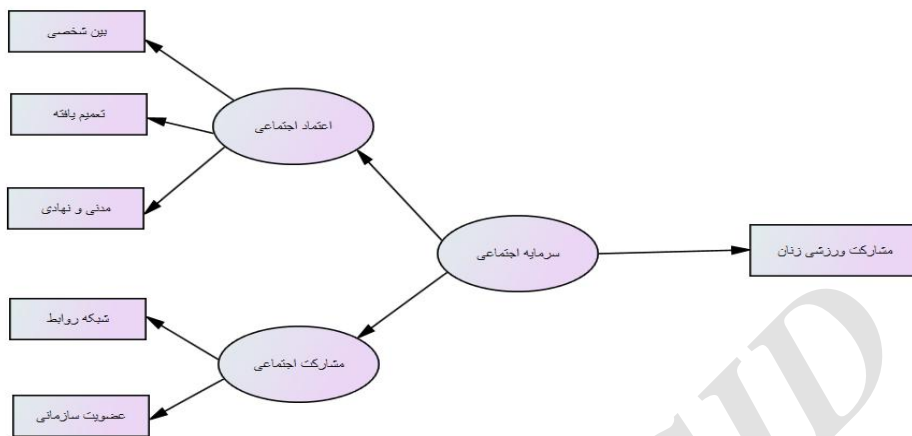 بین شخصی
تعمیم یافته
اعتماد اجتماعی
مدنی و نهادی
سرمایه اجتماعی
مشارکت ورزشی زنان
شبکه روابط
مشارکت اجتماعی
عضویت سازمانی
SID